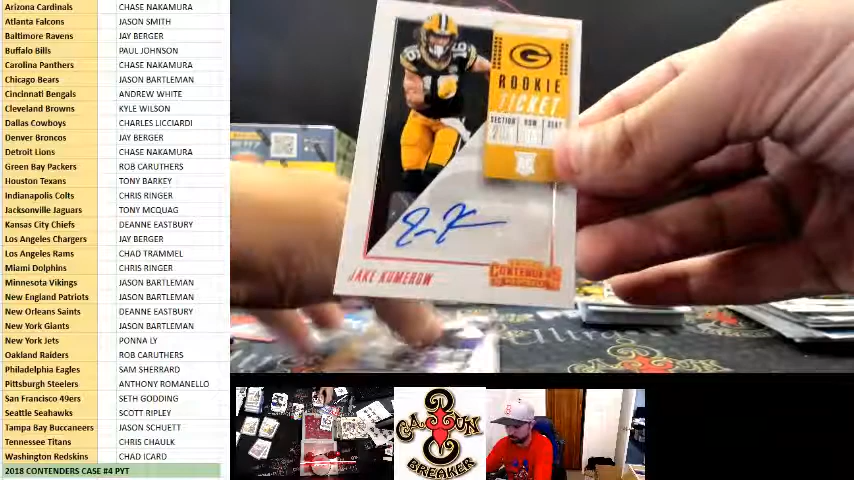 Arizona Cardinals CHASE NAKAMURA
Atlanta Falcons JASON SMITH
Baltimore Ravens JAY BERGER
Buffalo Bills PAUL JOHNSON
Carolina Panthers CHASE NAKAMURA
Chicago Bears JASON BARTLEMAN
Cincinnati Bengals ANDREW WHITE
Cleveland Browns KYLE WILSON
Dallas Cowboys CHARLES LICCIARDI
Denver Broncos JAY BERGER
Detroit Lions CHASE NAKAMURA
Green Bay Packers ROB CARUTHERS
Houston Texans TONY BARKEY
Indianapolis Colts CHRIS RINGER
Jacksonville Jaguars TONY MCQUAG
Kansas City Chiefs DEANNE EASTBURY
Los Angeles Chargers JAY BERGER
Los Angeles Rams CHAD TRAMMEL
Miami Dolphins CHRIS RINGER
Minnesota Vikings JASON BARTLEMAN
New England Patriots JASON BARTLEMAN
New Orleans Saints DEANNE EASTBURY
New York Giants JASON BARTLEMAN
New York Jets PONNA LY
Oakland Raiders ROB CARUTHERS
Philadelphia Eagles SAM SHERRARD
Pittsburgh Steelers ANTHONY ROMANELLO
San Francisco 49ers SETH GODDING
Seattle Seahawks SCOTT RIPLEY
Tampa Bay Buccaneers JASON SCHUETT
Tennessee Titans CHRIS CHAULK
Washington Redskins CHAD ICARD
2018 CONTENDERS CASE #4 PYT
G
ROOKIE
TICKET
SECTION ROW SEAT
16
JAKE KUMEROW
CONTENDERS
CAJUN
BREAKER